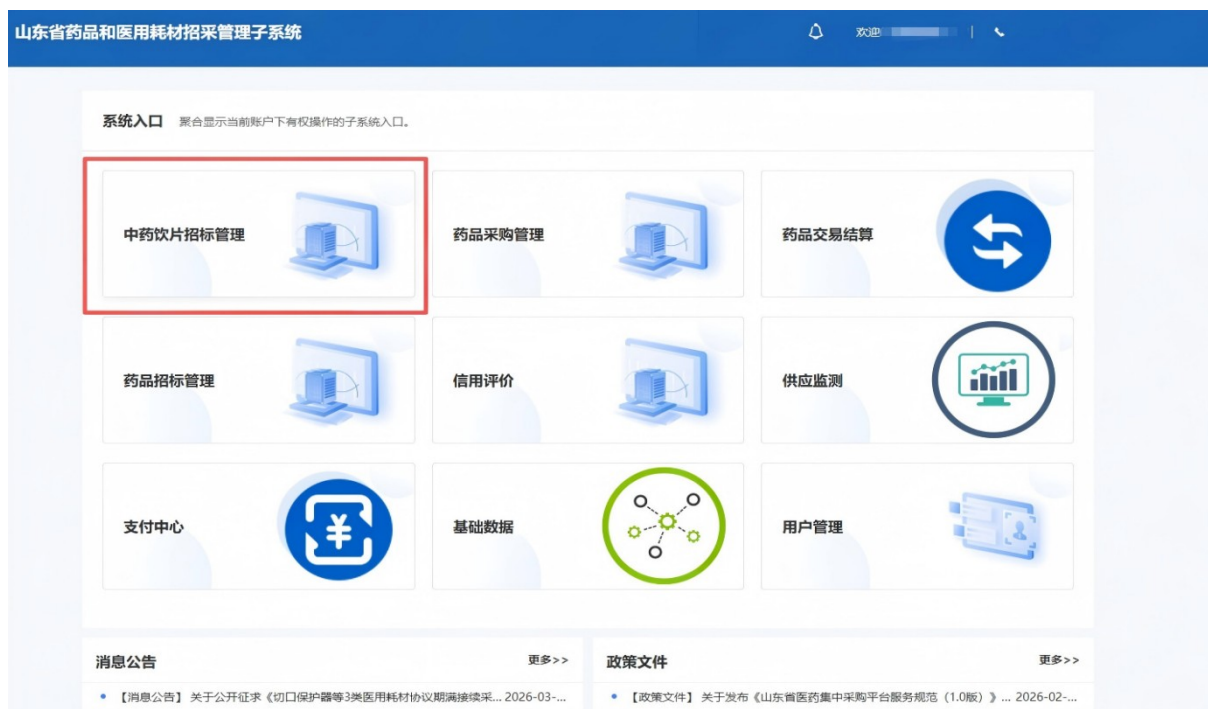 山东省药品和医用耗材招采管理子系统
欢迎
系统入口 聚合显示当前账户下有权操作的子系统入口。
中药饮片招标管理
药品采购管理
药品交易结算
药品招标管理
信用评价
供应监测
支付中心
基础数据
用户管理
消息公告 更多>>
政策文件 更多>>
【消息公告】 关于公开征求《切口保护器等3类医用耗材协议期满接续采... 2026-03-...
【政策文件】 关于发布《山东省医药集中采购平台服务规范（1.0版）》... 2026-02-...